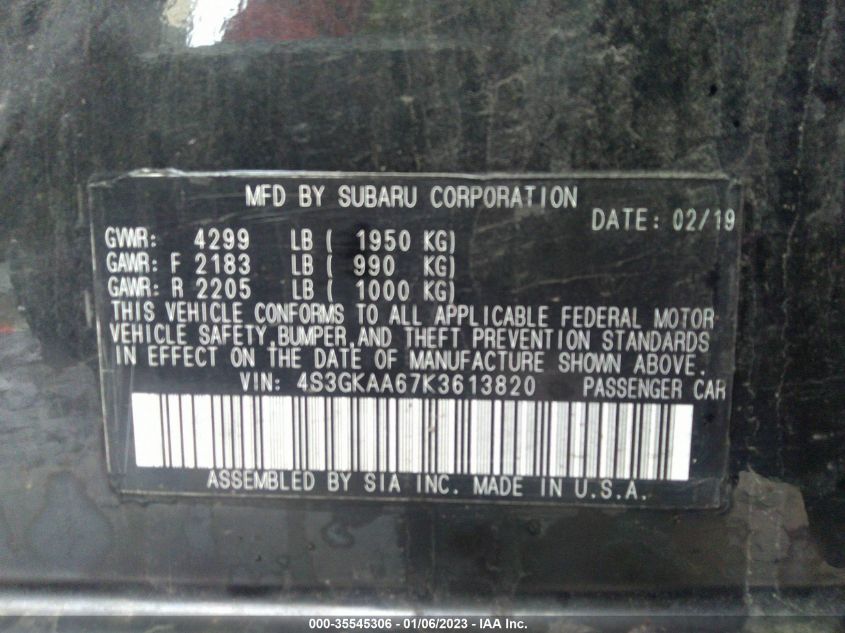 MFD BY SUBARU CORPORATION
DATE: 02/19
GVWR: 4299 LB ( 1950 KG)
GAWR: F 2183 LB ( 990 KG)
GAWR: R 2205 LB ( 1000 KG)
THIS VEHICLE CONFORMS TO ALL APPLICABLE FEDERAL MOTOR
VEHICLE SAFETY,BUMPER,AND THEFT PREVENTION STANDARDS
IN EFFECT ON THE DATE OF MANUFACTURE SHOWN ABOVE.
VIN: 4S3GKAA67K3613820 PASSENGER CAR
ASSEMBLED BY SIA INC. MADE IN U.S.A.
000-35545306 - 01/06/2023 - IAA Inc.